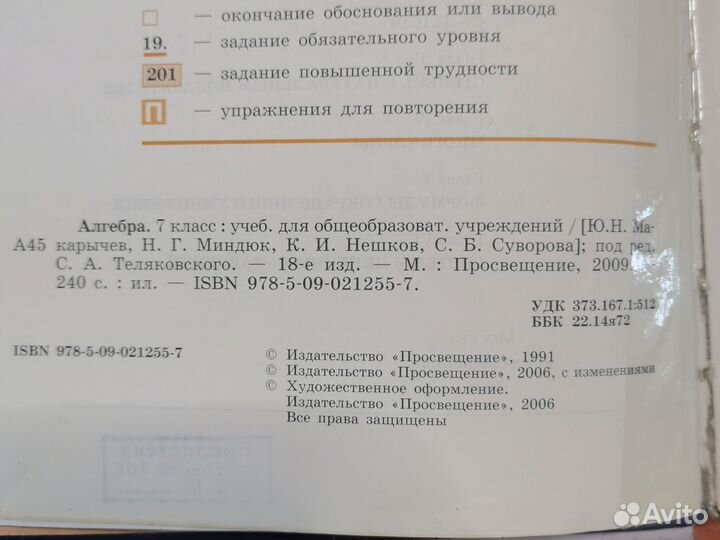 — окончание обоснования или вывода
19. — задание обязательного уровня
201 — задание повышенной трудности
П — упражнения для повторения
Алгебра. 7 класс : учеб. для общеобразоват. учреждений / [Ю.Н. Ма-
А45 карычев, Н. Г. Миндюк, К. И. Нешков, С. Б. Суворова]; под ред.
С. А. Теляковского. — 18-е изд. — М. : Просвещение, 2009. —
240 с. : ил. — ISBN 978-5-09-021255-7.
УДК 373.167.1:512
ББК 22.14я72
ISBN 978-5-09-021255-7
© Издательство «Просвещение», 1991
© Издательство «Просвещение», 2006, с изменениями
© Художественное оформление.
Издательство «Просвещение», 2006
Все права защищены
Avito